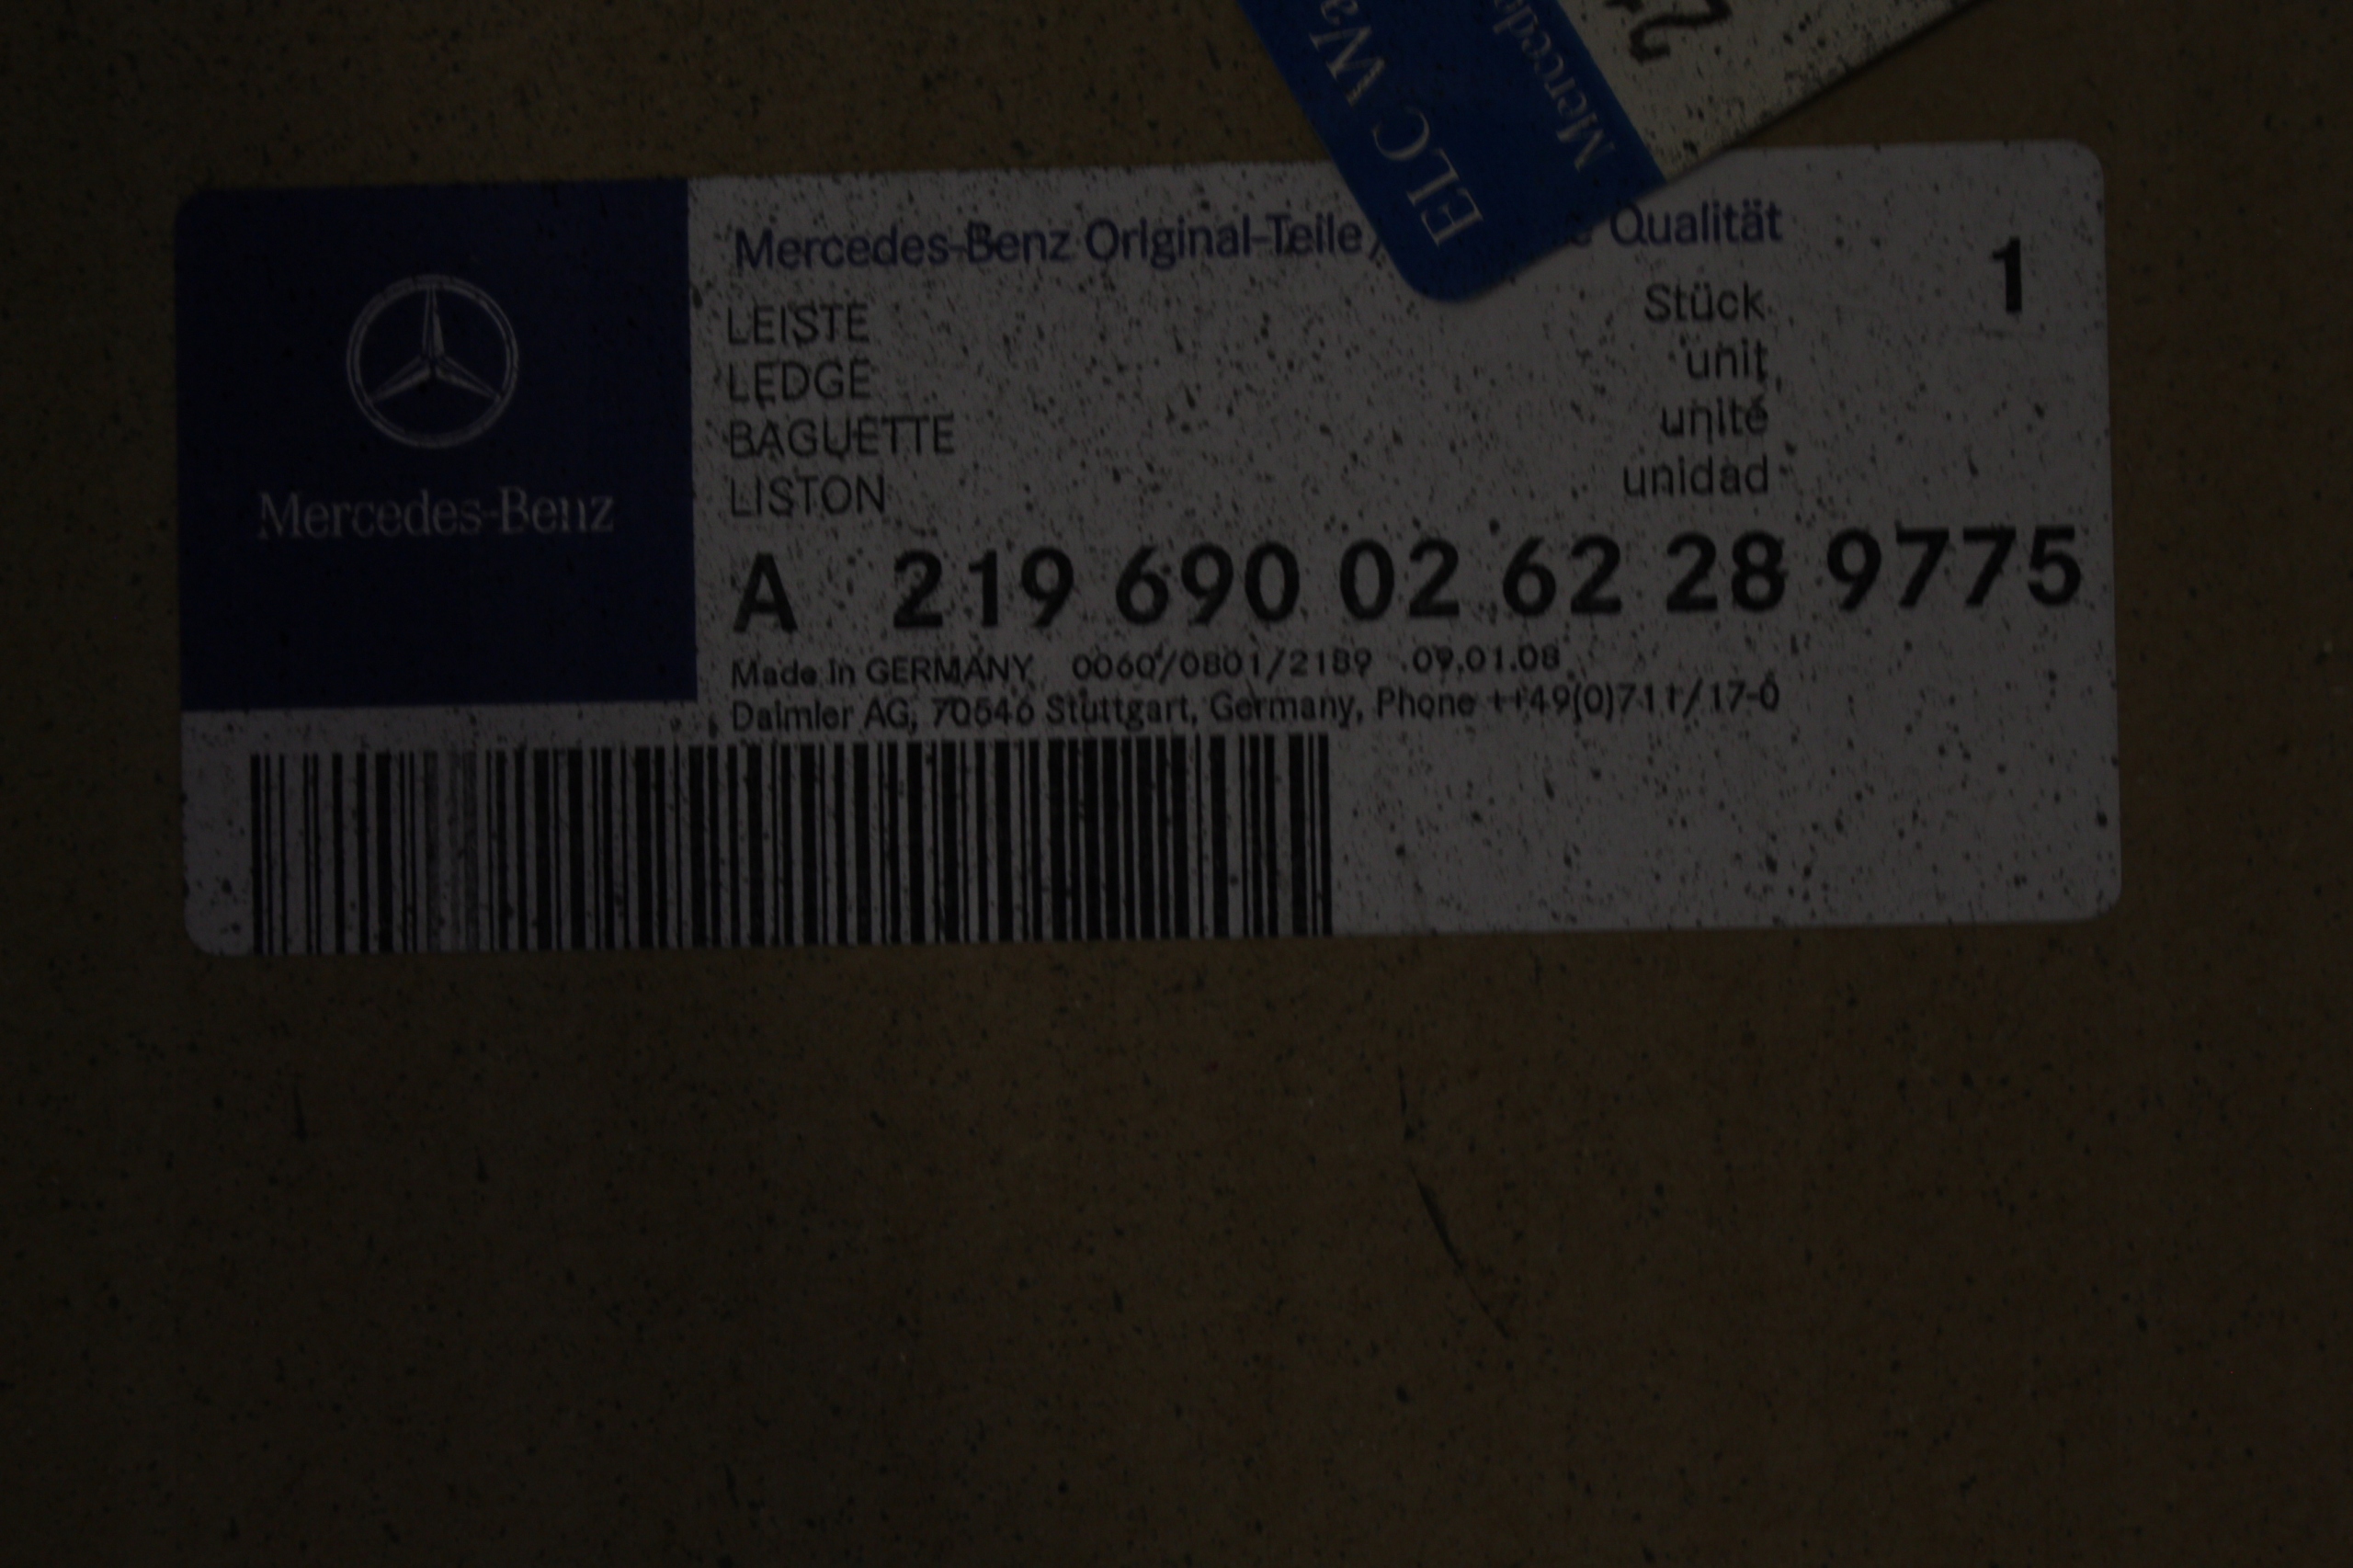 ELC
Mercedes-Benz
Mercedes-Benz Original-Teile/ Qualität
1
LEISTE Stück
LEDGE unit
BAGUETTE unité
LISTON unidad
A 219 690 02 62 28 9775
Made in GERMANY 0060/0801/2189 09.01.08
Daimler AG, 70546 Stuttgart, Germany, Phone ++49(0)711/17-0